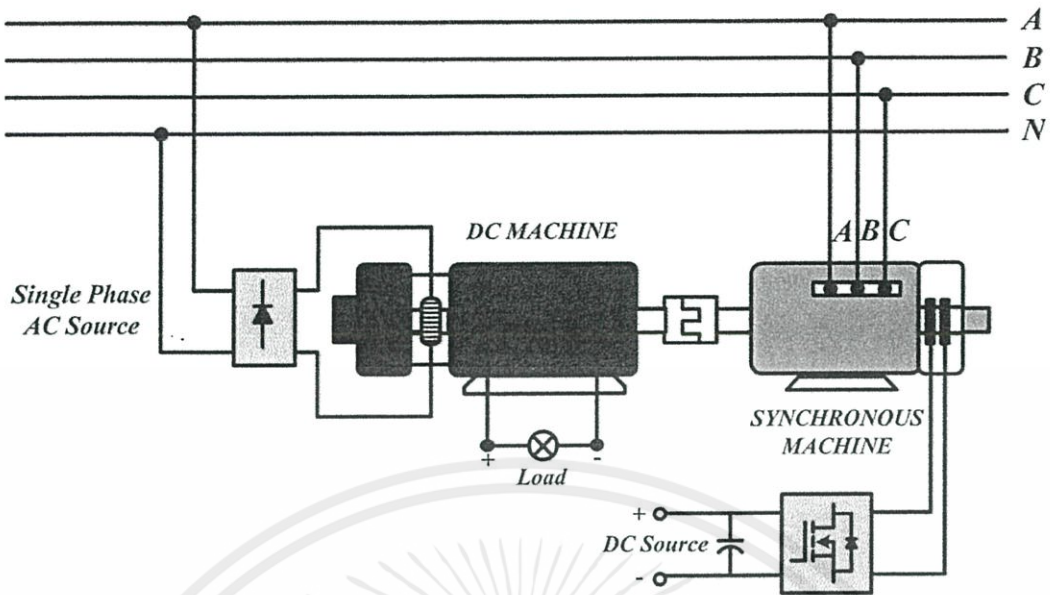 A
B
C
N
DC MACHINE
A B C
Single Phase
AC Source
SYNCHRONOUS
MACHINE
+ -
Load
+
DC Source
-